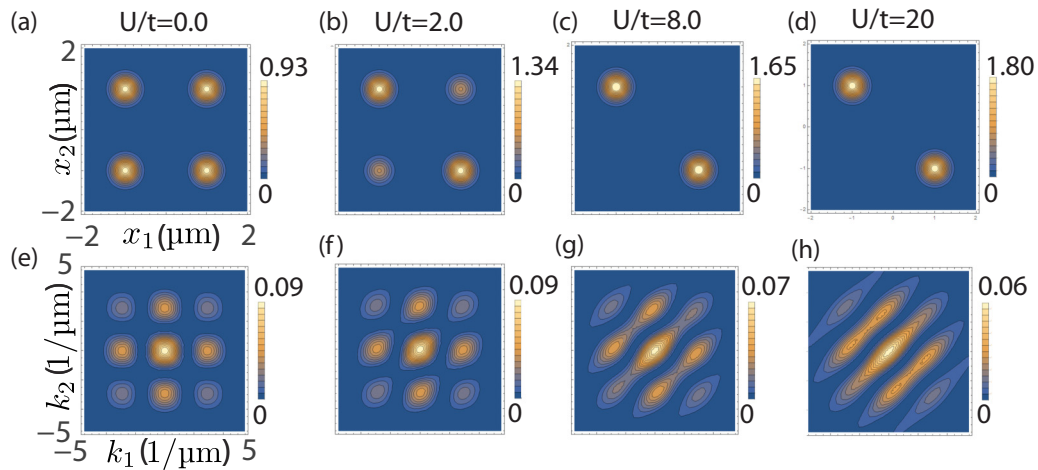 (a) U/t=0.0 (b) U/t=2.0 (c) U/t=8.0 (d) U/t=20
2 0.93 1.34 1.65 1.80
x₂(μm)
−2 0 0 0 0
−2 x₁(μm) 2
(e) (f) (g) (h)
5 0.09 0.09 0.07 0.06
k₂(1/μm)
−5 0 0 0 0
−5 k₁(1/μm) 5